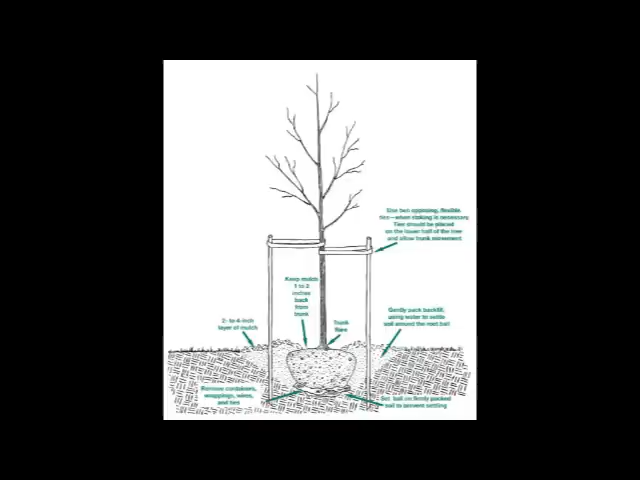 Use two opposing, flexible
ties—when staking is necessary.
Ties should be placed
on the lower half of the tree
and allow trunk movement
Keep mulch
1 to 2
inches
back
from
trunk
Gently pack backfill,
using water to settle
soil around the root ball
2- to 4-inch
layer of mulch
Trunk
flare
Remove containers,
wrappings, wires,
and ties
Set ball on firmly packed
soil to prevent settling